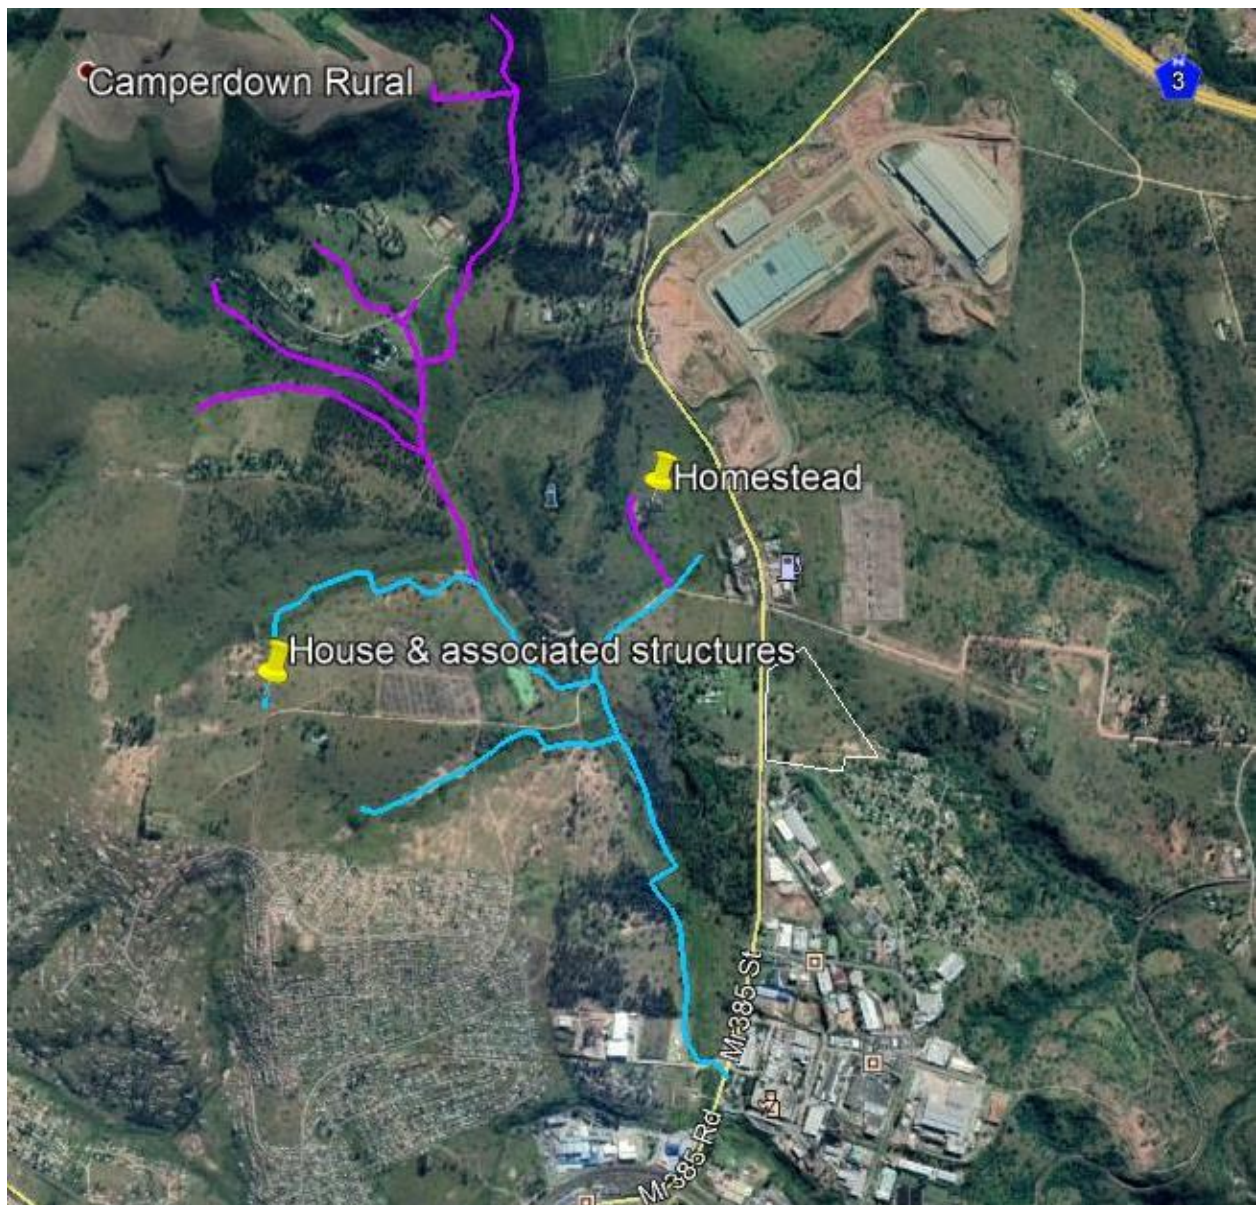 Camperdown Rural
N
3
Homestead
House & associated structures
Mr385-St
Mr385-Rd